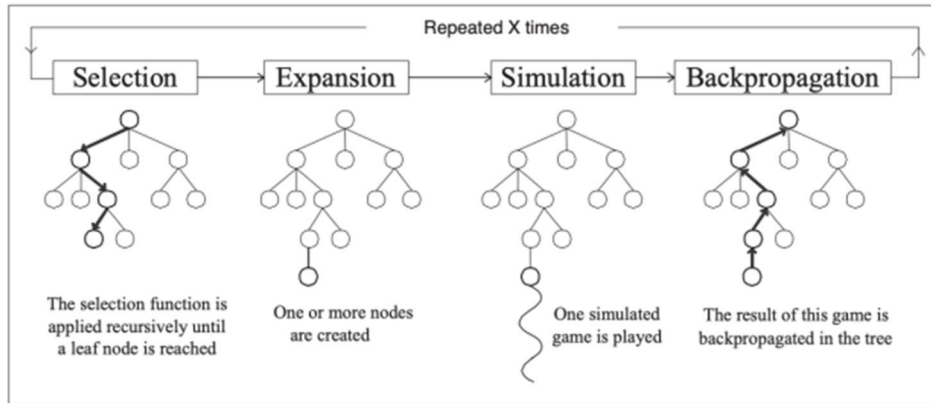 Repeated X times
Selection
Expansion
Simulation
Backpropagation
The selection function is
applied recursively until
a leaf node is reached
One or more nodes
are created
One simulated
game is played
The result of this game is
backpropagated in the tree